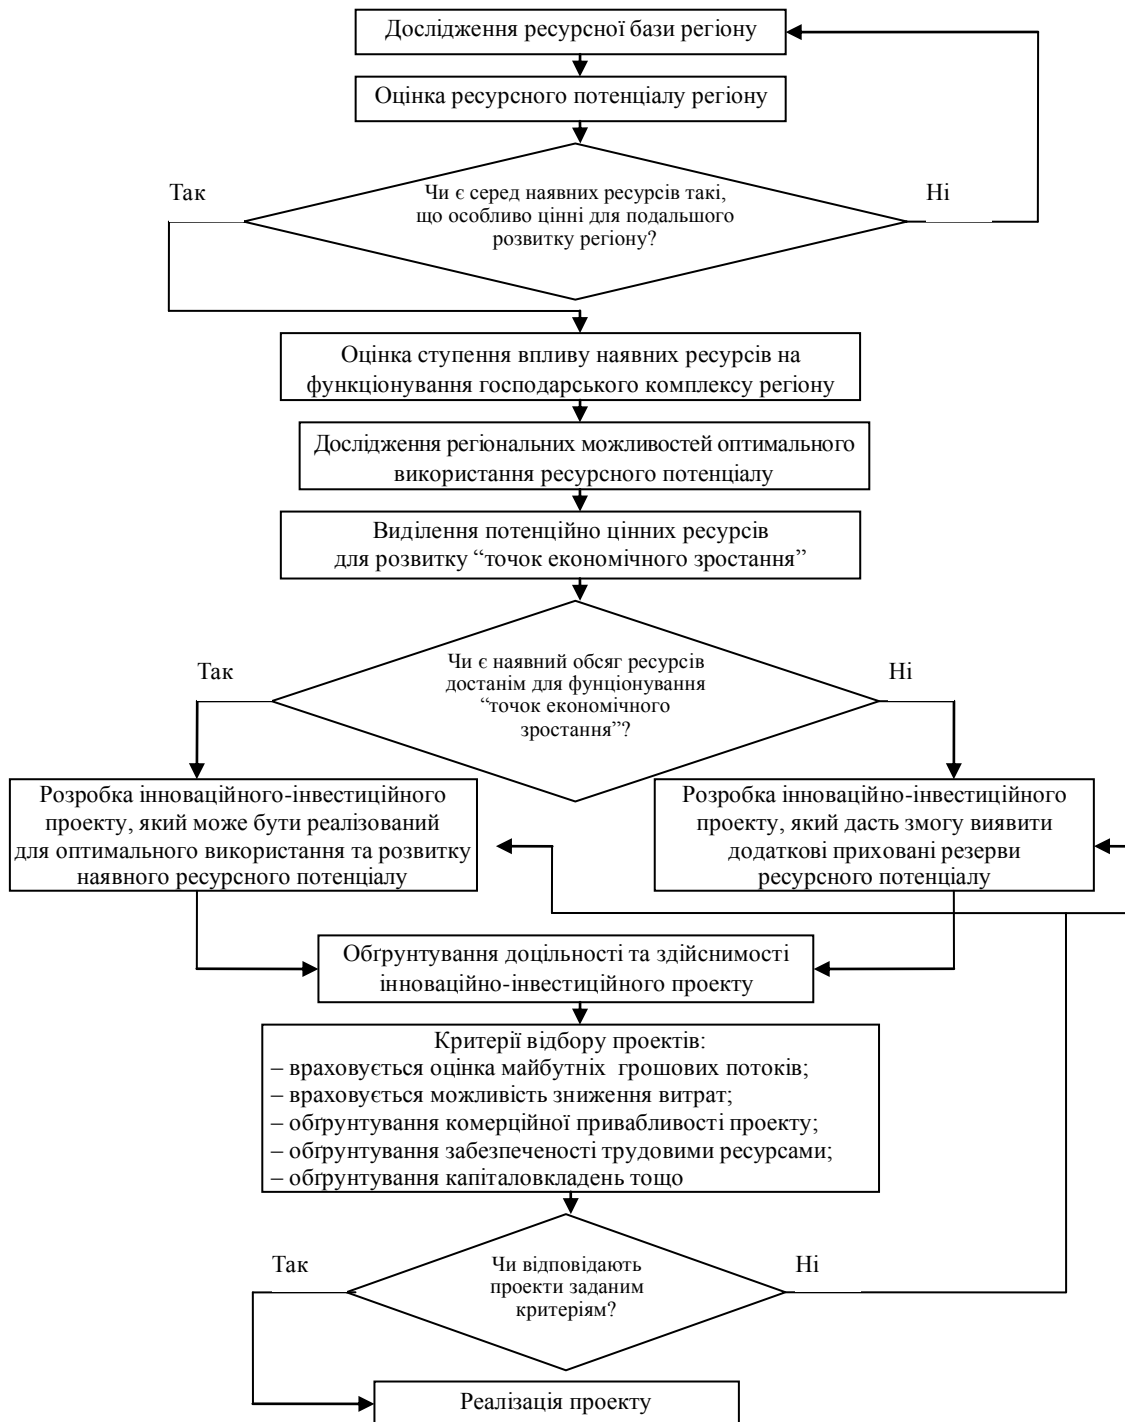 Дослідження ресурсної бази регіону
Оцінка ресурсного потенціалу регіону
Так
Чи є серед наявних ресурсів такі,
що особливо цінні для подальшого
розвитку регіону?
Ні
Оцінка ступення впливу наявних ресурсів на
функціонування господарського комплексу регіону
Дослідження регіональних можливостей оптимального
використання ресурсного потенціалу
Виділення потенційно цінних ресурсів
для розвитку “точок економічного зростання”
Так
Чи є наявний обсяг ресурсів
достанім для фунціонування
“точок економічного
зростання”?
Ні
Розробка інноваційного-інвестиційного
проекту, який може бути реалізований
для оптимального використання та розвитку
наявного ресурсного потенціалу
Розробка інноваційно-інвестиційного
проекту, який дасть змогу виявити
додаткові приховані резерви
ресурсного потенціалу
Обґрунтування доцільності та здійснимості
інноваційно-інвестиційного проекту
Критерії відбору проектів:
– враховується оцінка майбутніх грошових потоків;
– враховується можливість зниження витрат;
– обґрунтування комерційної привабливості проекту;
– обґрунтування забезпеченості трудовими ресурсами;
– обґрунтування капіталовкладень тощо
Так
Чи відповідають
проекти заданим
критеріям?
Ні
Реалізація проекту